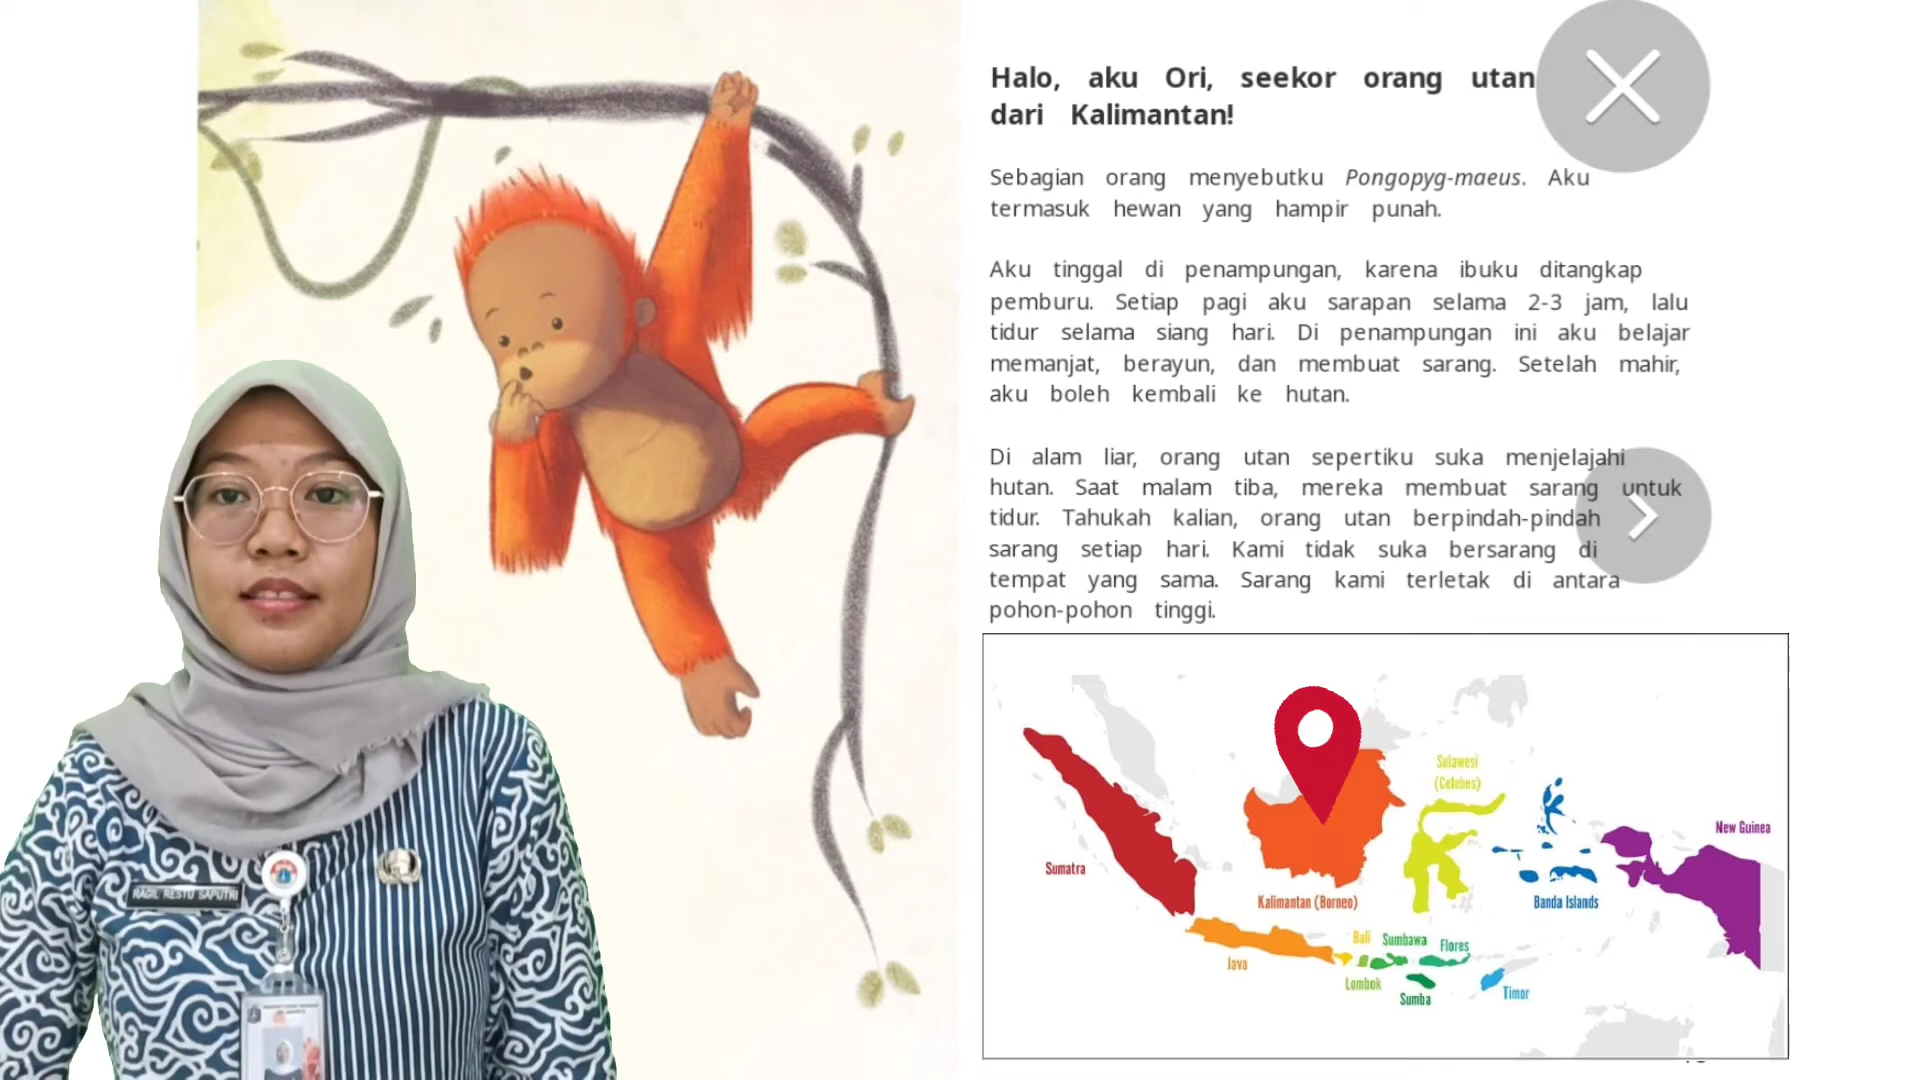 Halo, aku Ori, seekor orang utan
dari Kalimantan!
Sebagian orang menyebutku Pongopyg-maeus. Aku
termasuk hewan yang hampir punah.
Aku tinggal di penampungan, karena ibuku ditangkap
pemburu. Setiap pagi aku sarapan selama 2-3 jam, lalu
tidur selama siang hari. Di penampungan ini aku belajar
memanjat, berayun, dan membuat sarang. Setelah mahir,
aku boleh kembali ke hutan.
Di alam liar, orang utan sepertiku suka menjelajahi
hutan. Saat malam tiba, mereka membuat sarang untuk
tidur. Tahukah kalian, orang utan berpindah-pindah
sarang setiap hari. Kami tidak suka bersarang di
tempat yang sama. Sarang kami terletak di antara
pohon-pohon tinggi.
Sulawesi
(Celebes)
New Guinea
Sumatra
Kalimantan (Borneo)
Banda Islands
Bali
Sumbawa
Flores
Java
Lombok
Sumba
Timor
RAGIL RESTU SAPUTRI